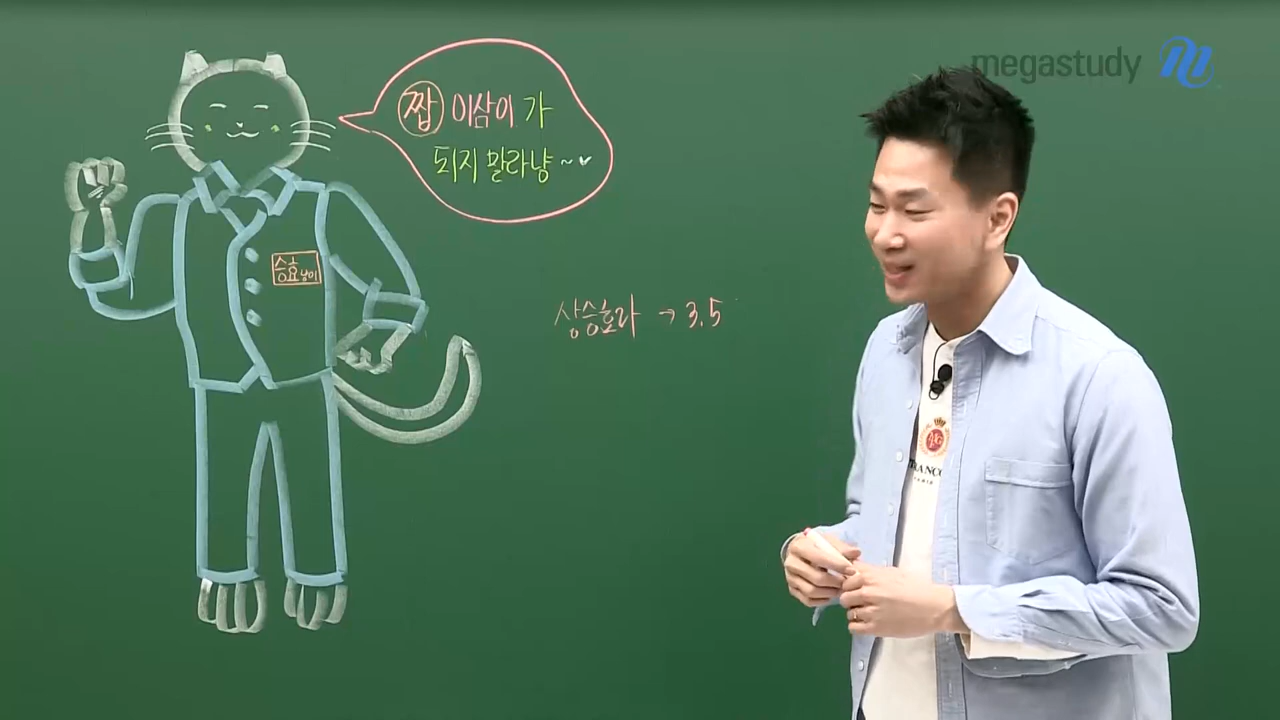 megastudy
짭 이삼이 가
되지 말라냥~
승효냥이
상승효과 → 3.5